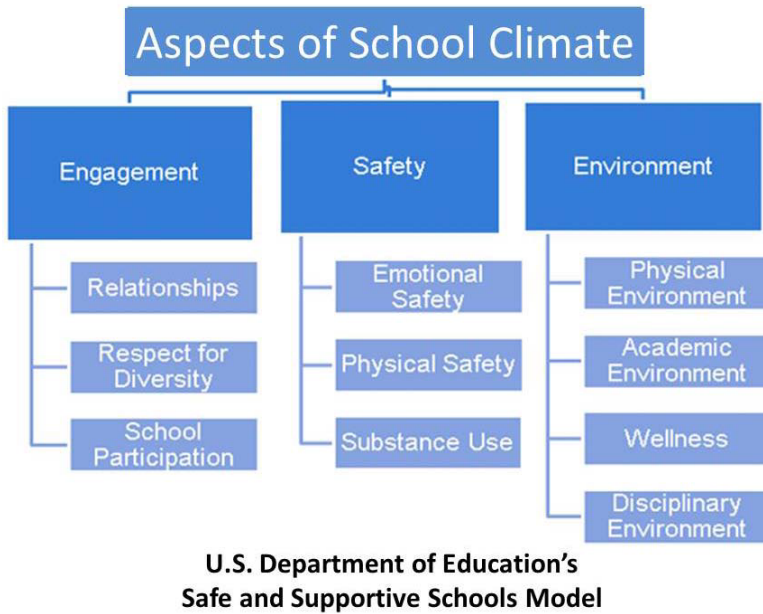 Aspects of School Climate
Engagement
Relationships
Respect for
Diversity
School
Participation
Safety
Emotional
Safety
Physical Safety
Substance Use
Environment
Physical
Environment
Academic
Environment
Wellness
Disciplinary
Environment
U.S. Department of Education’s
Safe and Supportive Schools Model